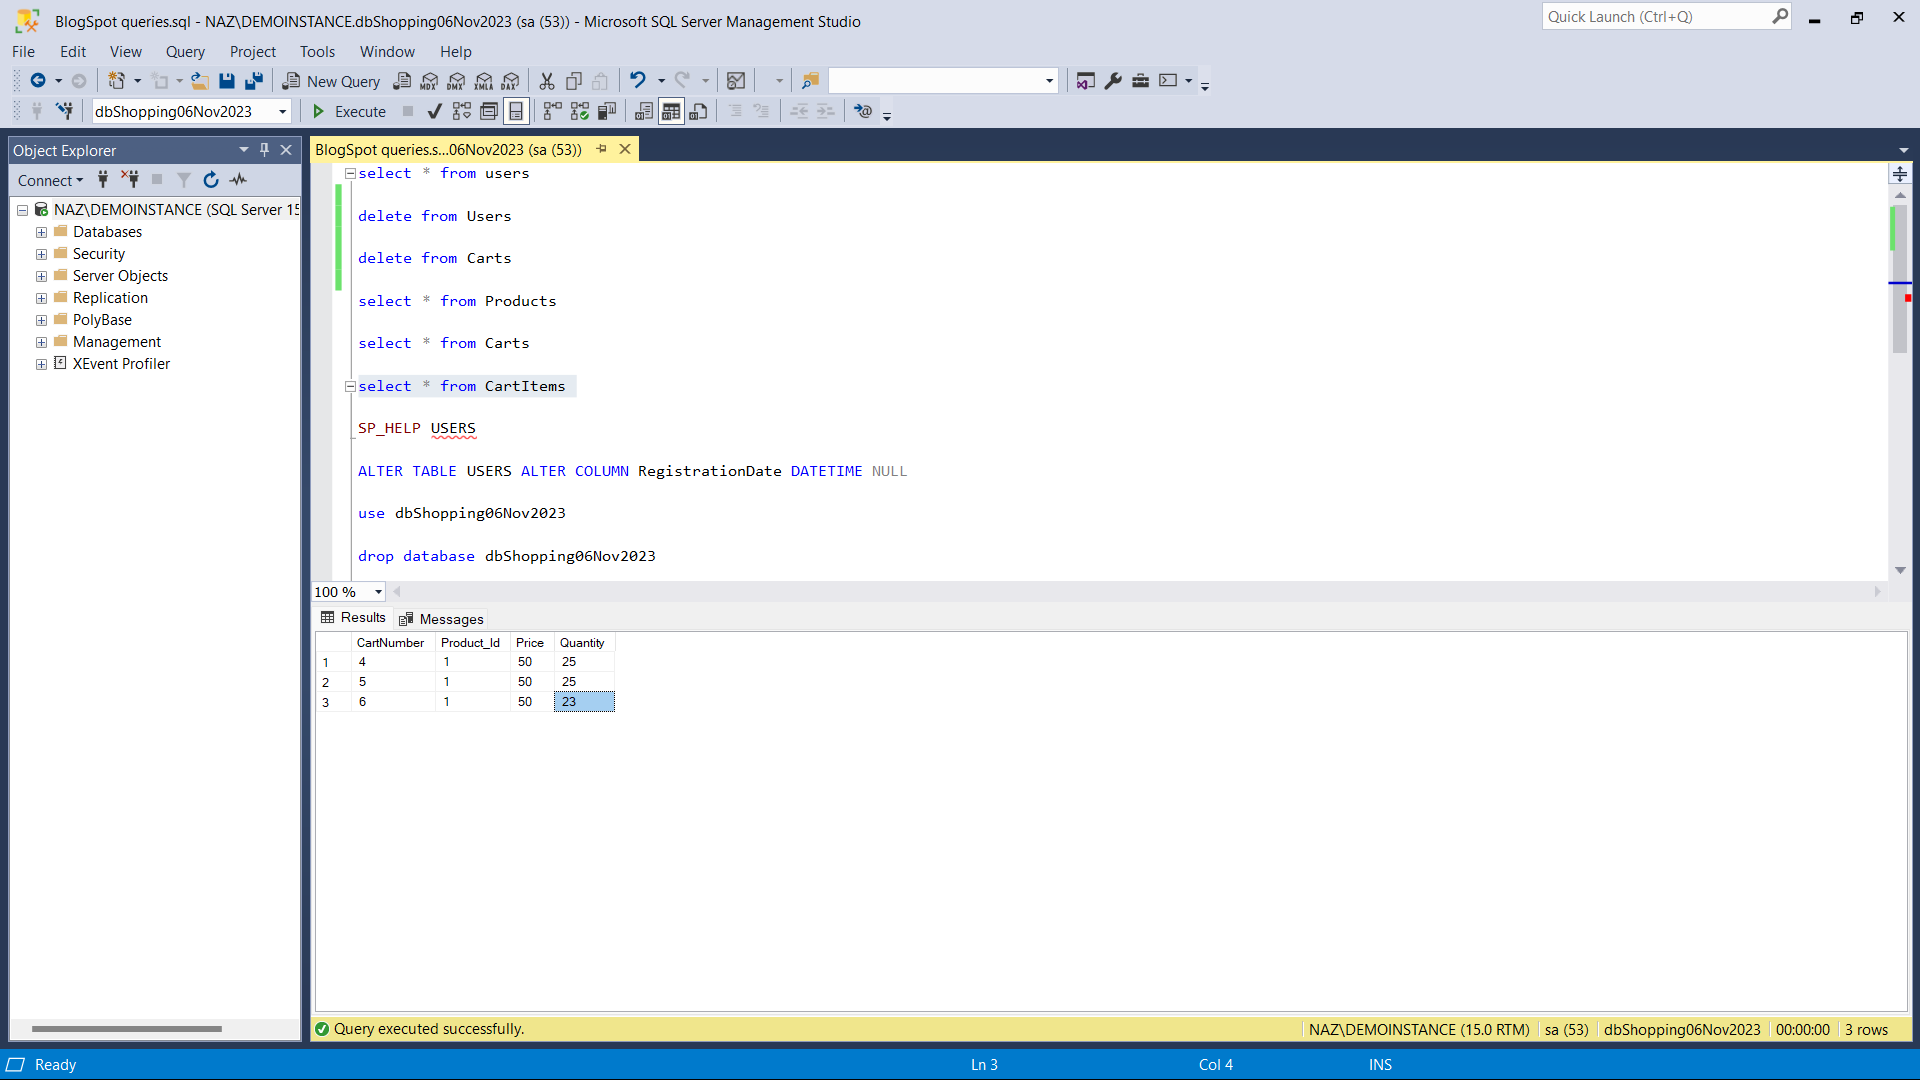 BlogSpot queries.sql - NAZ\DEMOINSTANCE.dbShopping06Nov2023 (sa (53)) - Microsoft SQL Server Management Studio
Quick Launch (Ctrl+Q)
File Edit View Query Project Tools Window Help
New Query MDX DMX XMLA DAX
dbShopping06Nov2023 Execute
Object Explorer
Connect
NAZ\DEMOINSTANCE (SQL Server 15
Databases
Security
Server Objects
Replication
PolyBase
Management
XEvent Profiler
BlogSpot queries.s...06Nov2023 (sa (53))
select * from users
delete from Users
delete from Carts
select * from Products
select * from Carts
select * from CartItems
SP_HELP USERS
ALTER TABLE USERS ALTER COLUMN RegistrationDate DATETIME NULL
use dbShopping06Nov2023
drop database dbShopping06Nov2023
100 %
Results Messages
CartNumber Product_Id Price Quantity
1 4 1 50 25
2 5 1 50 25
3 6 1 50 23
Query executed successfully. NAZ\DEMOINSTANCE (15.0 RTM) sa (53) dbShopping06Nov2023 00:00:00 3 rows
Ready Ln 3 Col 4 INS